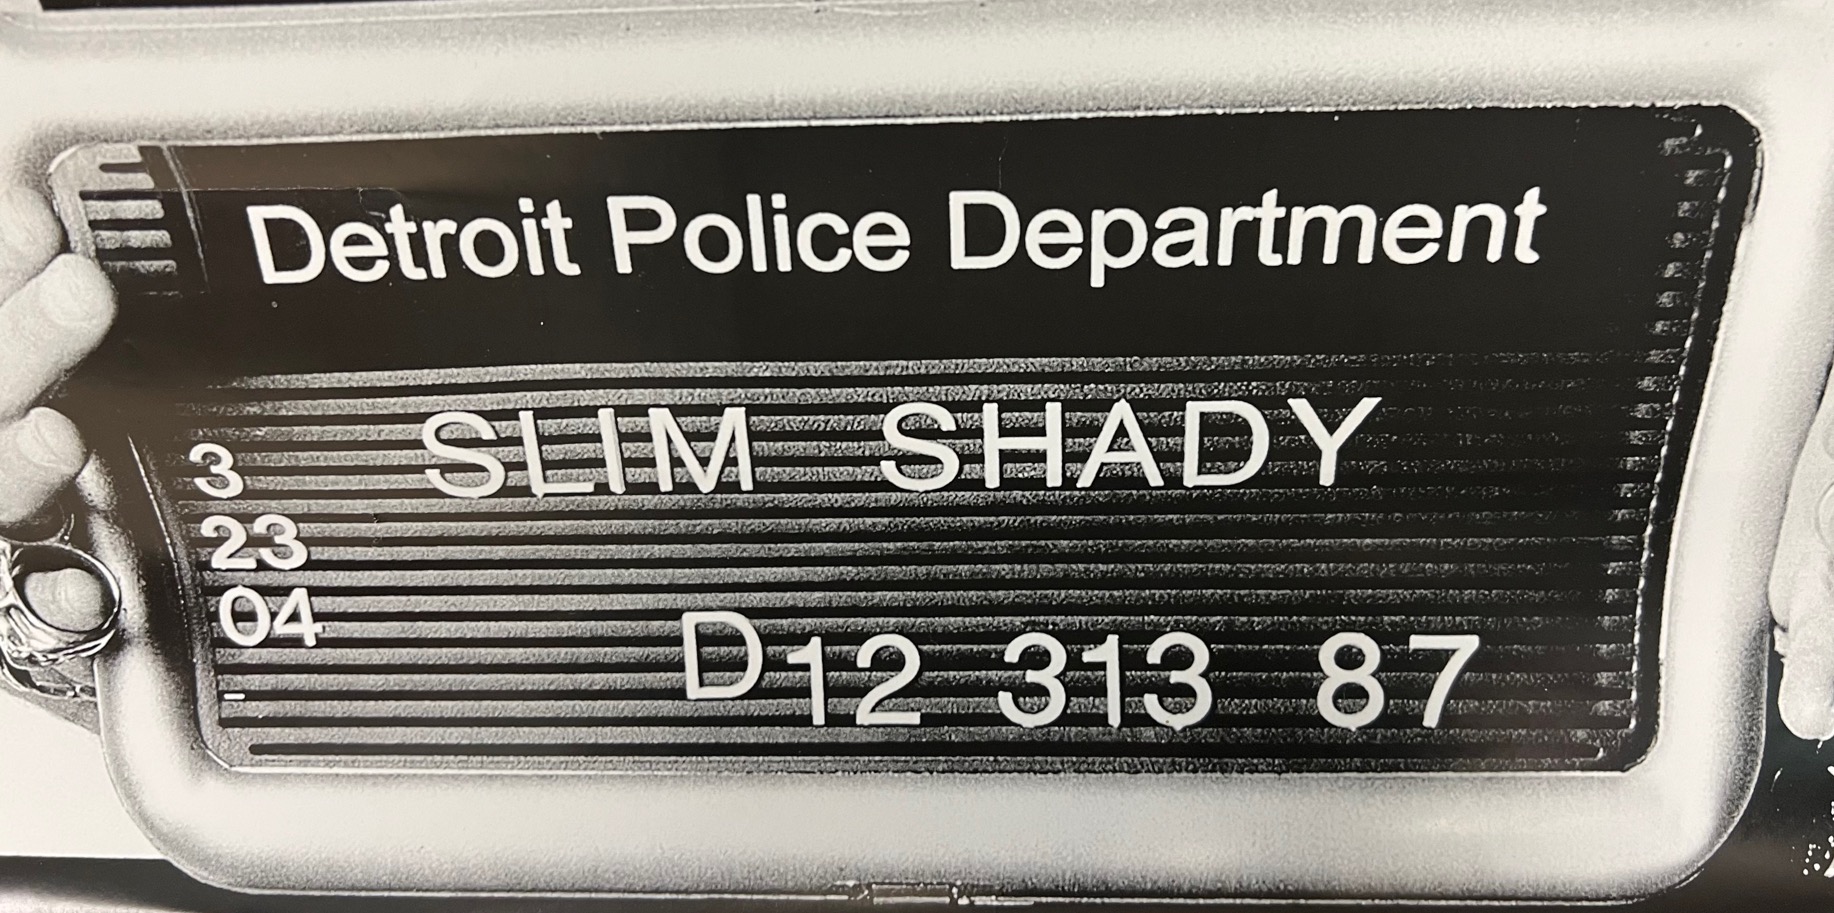 Detroit Police Department
SLIM SHADY
3
23
04
-
D12 313 87